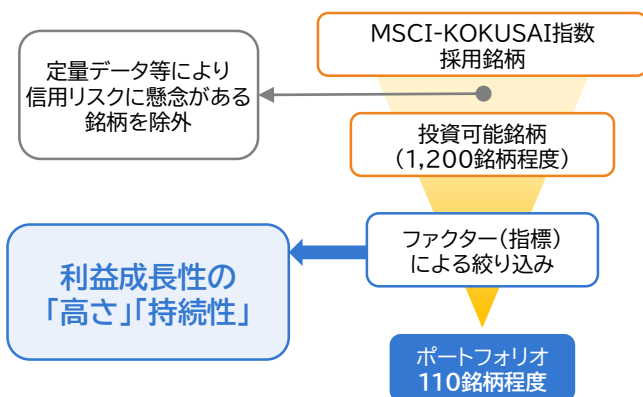 MSCI-KOKUSAI指数
採用銘柄
定量データ等により
信用リスクに懸念がある
銘柄を除外
投資可能銘柄
（1,200銘柄程度）
ファクター（指標）
による絞り込み
利益成長性の
「高さ」「持続性」
ポートフォリオ
110銘柄程度